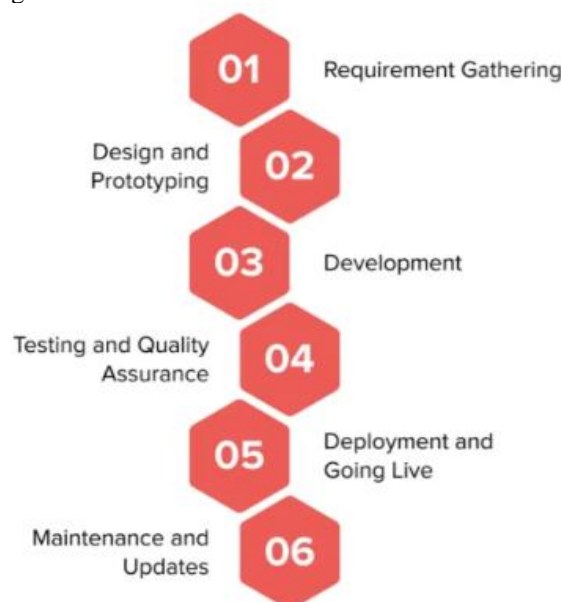 01
Requirement Gathering
Design and
Prototyping
02
03
Development
Testing and Quality
Assurance
04
05
Deployment and
Going Live
Maintenance and
Updates
06